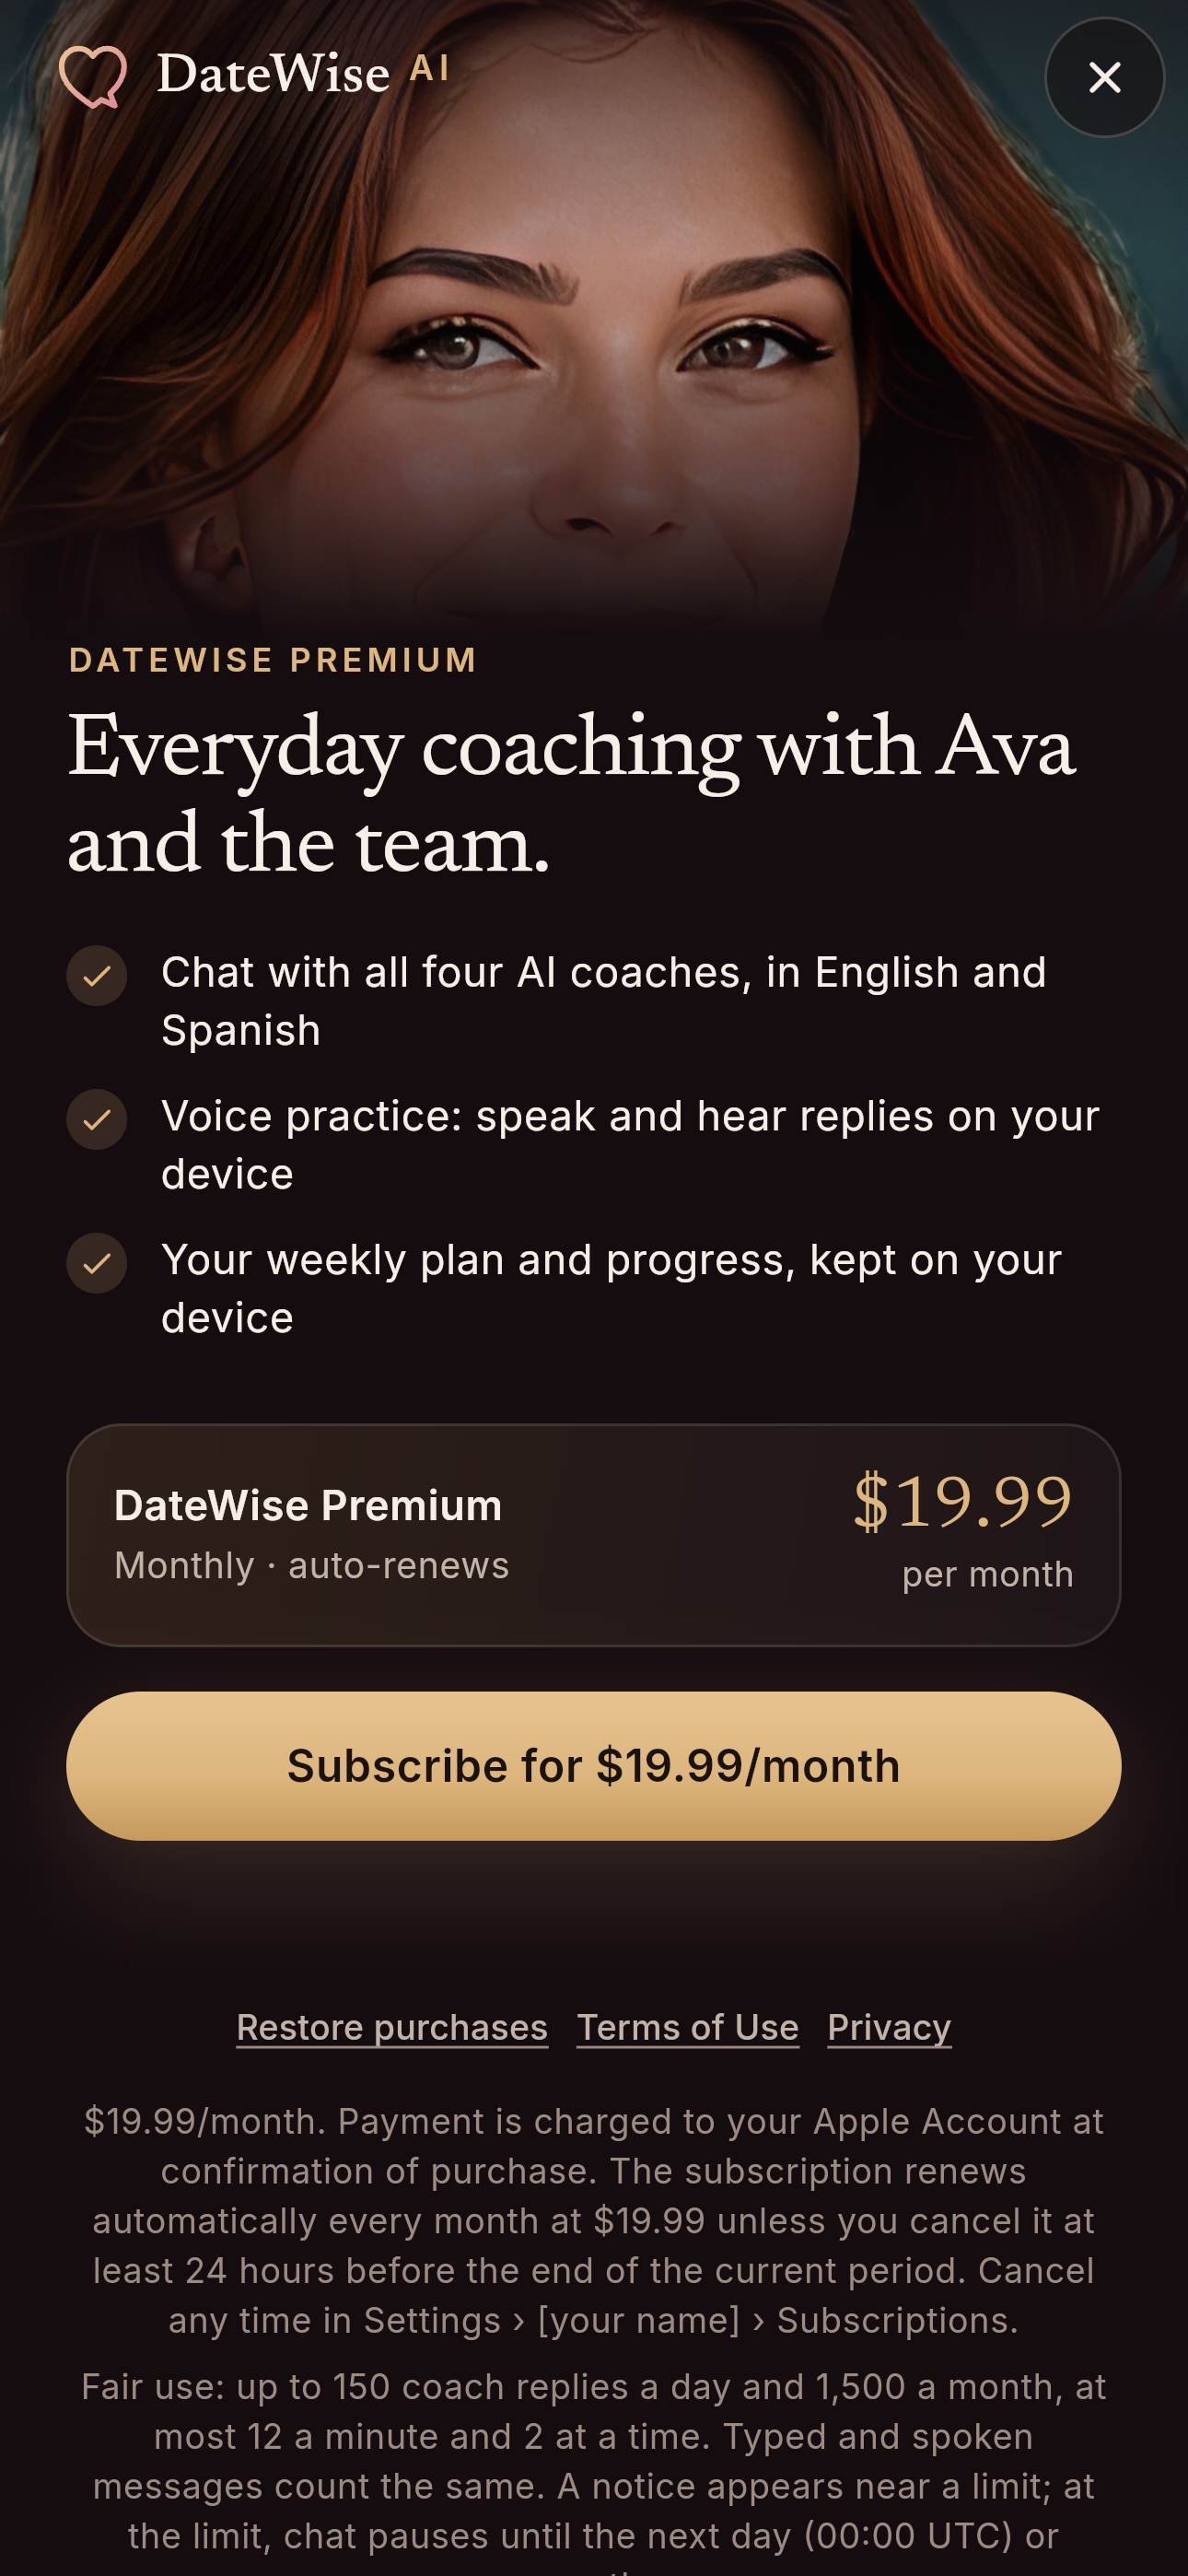 DateWise AI
DATEWISE PREMIUM
Everyday coaching with Ava
and the team.
Chat with all four AI coaches, in English and
Spanish
Voice practice: speak and hear replies on your
device
Your weekly plan and progress, kept on your
device
DateWise Premium
$19.99
Monthly · auto-renews
per month
Subscribe for $19.99/month
Restore purchases Terms of Use Privacy
$19.99/month. Payment is charged to your Apple Account at
confirmation of purchase. The subscription renews
automatically every month at $19.99 unless you cancel it at
least 24 hours before the end of the current period. Cancel
any time in Settings › [your name] › Subscriptions.
Fair use: up to 150 coach replies a day and 1,500 a month, at
most 12 a minute and 2 at a time. Typed and spoken
messages count the same. A notice appears near a limit; at
the limit, chat pauses until the next day (00:00 UTC) or